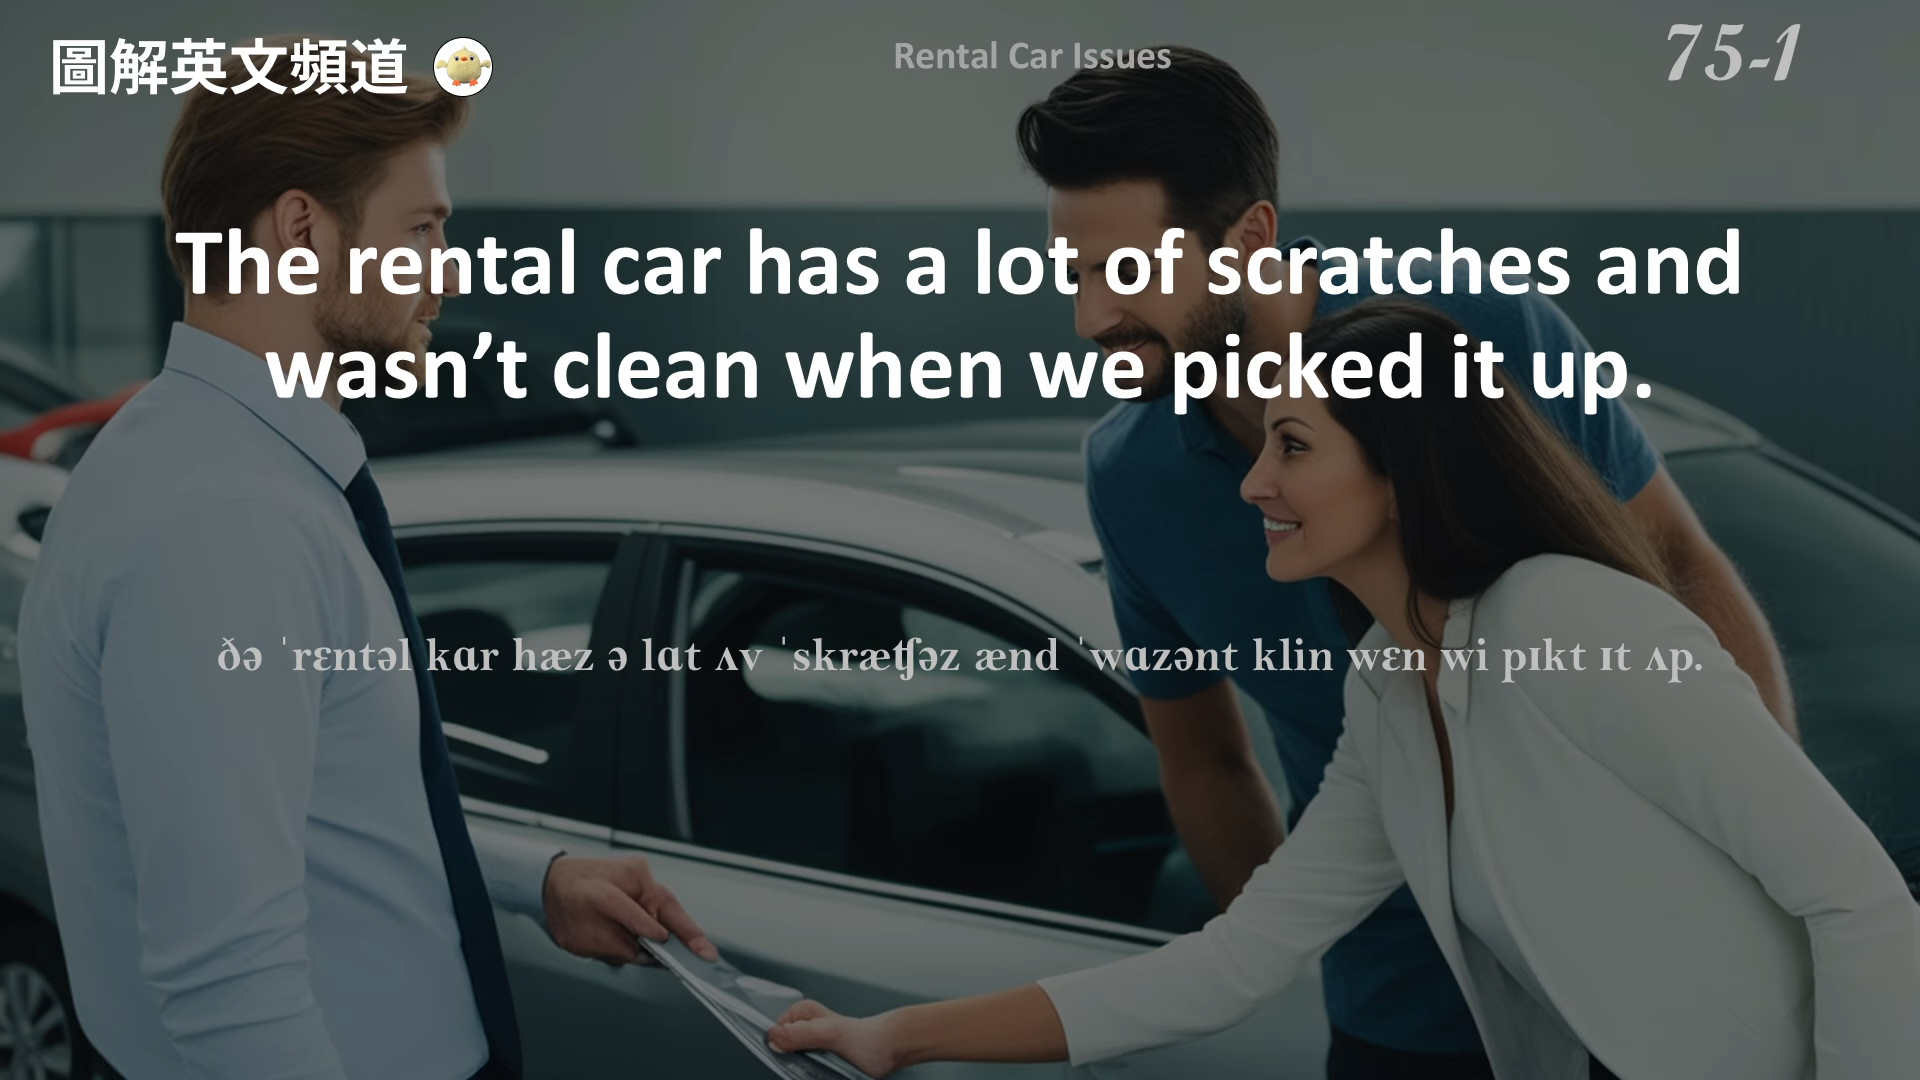 圖解英文頻道
Rental Car Issues
75-1
The rental car has a lot of scratches and
wasn’t clean when we picked it up.
ðə ˈrɛntəl kɑr hæz ə lɑt ʌv ˈskræʧəz ænd ˈwɑzənt klin wɛn wi pɪkt ɪt ʌp.